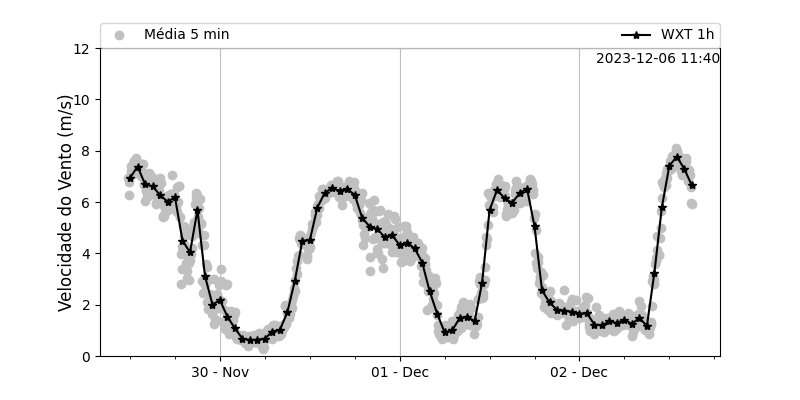 Média 5 min
WXT 1h
2023-12-06 11:40
Velocidade do Vento (m/s)
12
10
8
6
4
2
0
30 - Nov
01 - Dec
02 - Dec